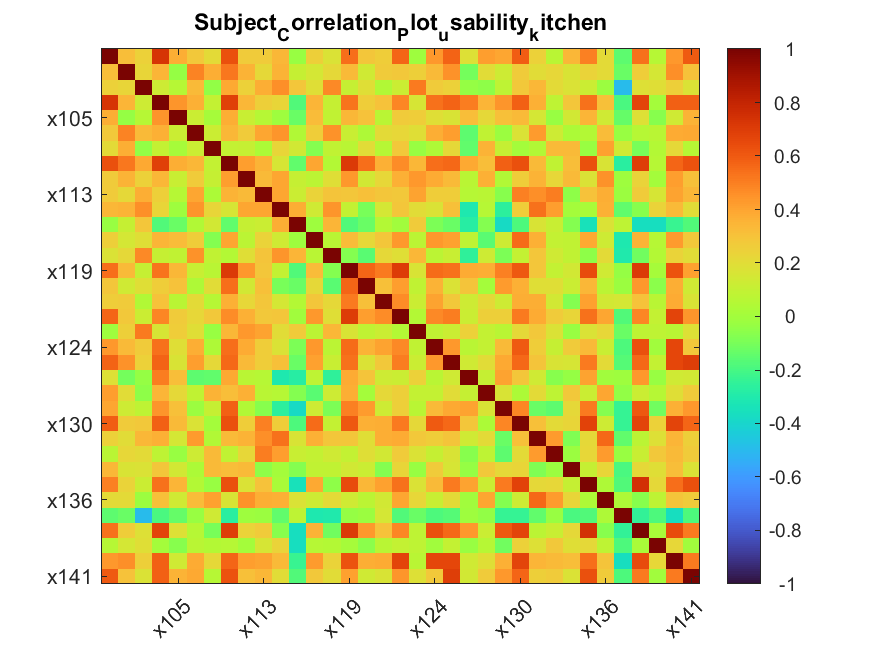 Subject_Correlation_Plot_usability_kitchen
1
0.8
0.6
0.4
0.2
0
-0.2
-0.4
-0.6
-0.8
-1
x105
x113
x119
x124
x130
x136
x141
x105
x113
x119
x124
x130
x136
x141